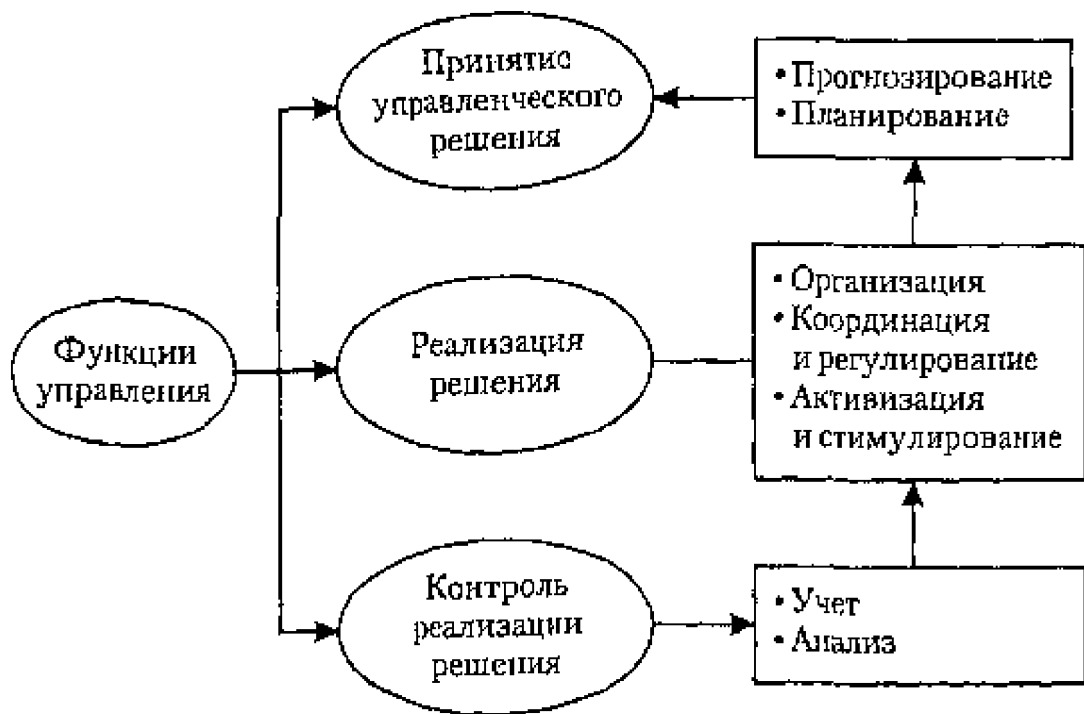 Принятие
управленческого
решения
• Прогнозирование
• Планирование
Функции
управления
Реализация
решения
• Организация
• Координация
и регулирование
• Активизация
и стимулирование
Контроль
реализации
решения
• Учет
• Анализ